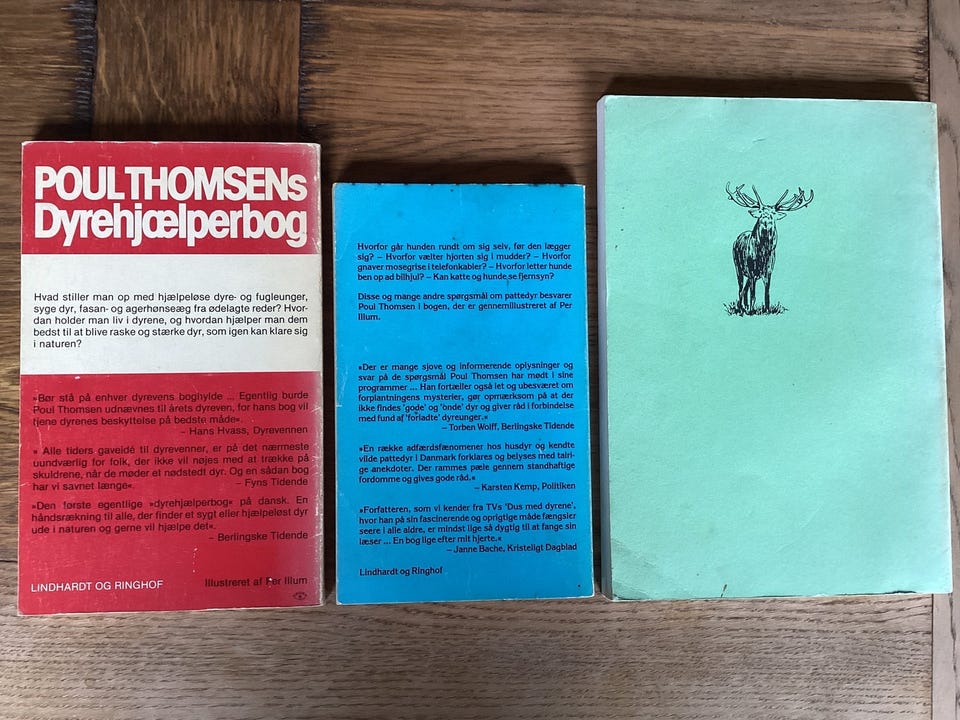 POUL THOMSENs
Dyrehjælperbog
Hvad stiller man op med hjælpeløse dyre- og fugleunger,
syge dyr, fasan- og agerhønseæg fra ødelagte reder? Hvor-
dan holder man liv i dyrene, og hvordan hjælper man dem
bedst til at blive raske og stærke dyr, som igen kan klare sig
i naturen?
»Bør stå på enhver dyrevens boghylde ... Egentlig burde
Poul Thomsen udnævnes til årets dyreven, for hans bog vil
tjene dyrenes beskyttelse på bedste måde«.
– Hans Hvass, Dyrevennen
»Alle tiders gaveidé til dyrevenner, er på det nærmeste
uundværlig for folk, der ikke vil nøjes med at trække på
skuldrene, når de møder et nødstedt dyr. Og en sådan bog
har vi savnet længe«.
– Fyns Tidende
»Den første egentlige »dyrehjælperbog« på dansk. En
håndsrækning til alle, der finder et sygt eller hjælpeløst dyr
ude i naturen og gerne vil hjælpe det«.
– Berlingske Tidende
LINDHARDT OG RINGHOF
Illustreret af Per Illum
Hvorfor går hunden rundt om sig selv, før den lægger
sig? – Hvorfor vælter hjorten sig i mudder? – Hvorfor
gnaver mosegrise i telefonkabler? – Hvorfor letter hunde
ben op ad bilhjul? – Kan katte og hunde se fjernsyn?
Disse og mange andre spørgsmål om pattedyr besvarer
Poul Thomsen i bogen, der er gennemillustreret af Per
Illum.
»Der er mange sjove og informerende oplysninger og
svar på de spørgsmål Poul Thomsen har mødt i sine
programmer ... Han fortæller også let og ubesværet om
forplantningens mysterier, gør opmærksom på at der
ikke findes 'gode' og 'onde' dyr og giver råd i forbindelse
med fund af 'forladte' dyreunger.«
– Torben Wolff, Berlingske Tidende
»En række adfærdsfænomener hos husdyr og kendte
vilde pattedyr i Danmark forklares og belyses med talri-
ge anekdoter. Der rammes pæle gennem standhaftige
fordomme og gives gode råd.«
– Karsten Kemp, Politiken
»Forfatteren, som vi kender fra TVs 'Dus med dyrene',
hvor han på sin fascinerende og oprigtige måde fængsler
seere i alle aldre, er mindst lige så dygtig til at fange sin
læser ... En bog lige efter mit hjerte.«
– Janne Bache, Kristeligt Dagblad
Lindhardt og Ringhof